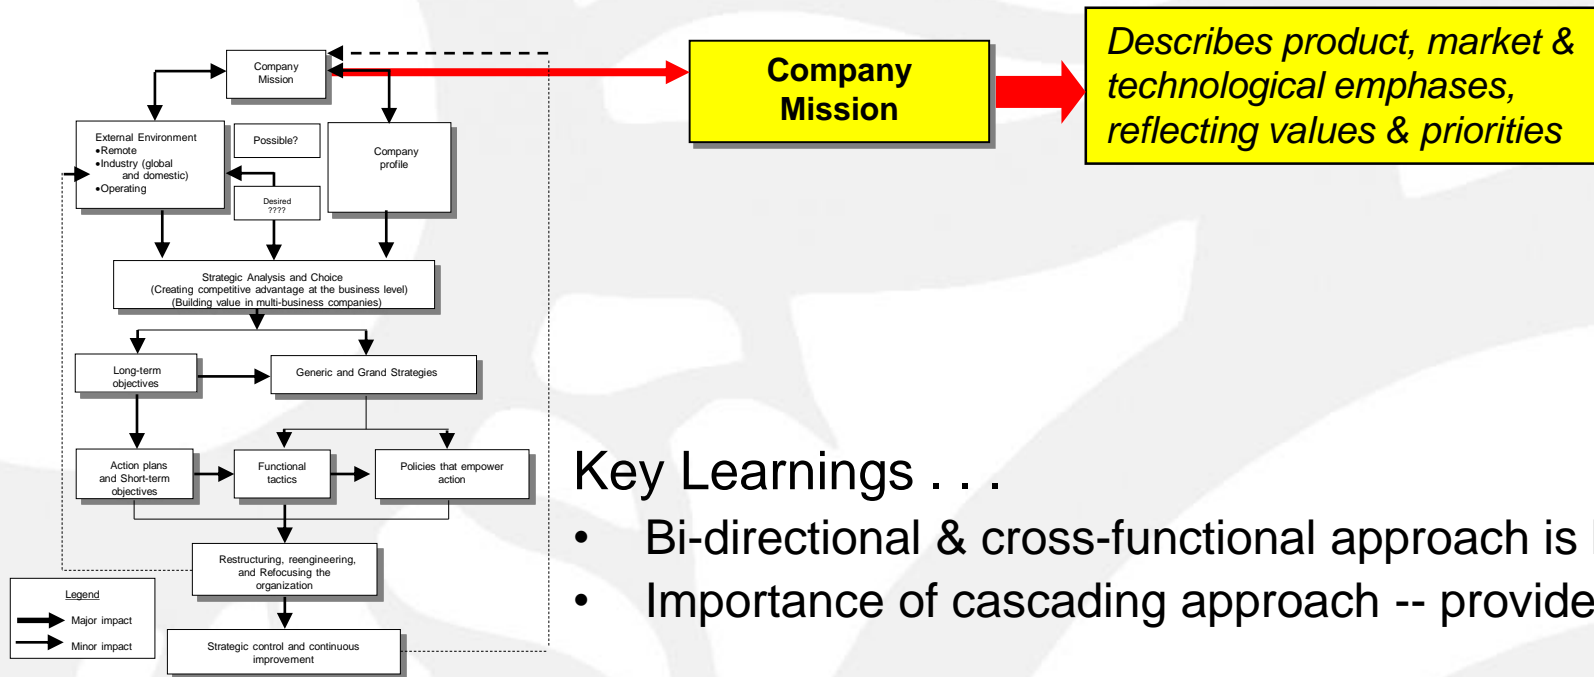 Company
Mission
External Environment
•Remote
•Industry (global
and domestic)
•Operating
Possible?
Desired
????
Company
profile
Strategic Analysis and Choice
(Creating competitive advantage at the business level)
(Building value in multi-business companies)
Long-term
objectives
Generic and Grand Strategies
Action plans
and Short-term
objectives
Functional
tactics
Policies that empower
action
Restructuring, reengineering,
and Refocusing the
organization
Strategic control and continuous
improvement
Legend
Major impact
Minor impact
Company
Mission
Describes product, market &
technological emphases,
reflecting values & priorities
Key Learnings . . .
• Bi-directional & cross-functional approach is
• Importance of cascading approach -- provide